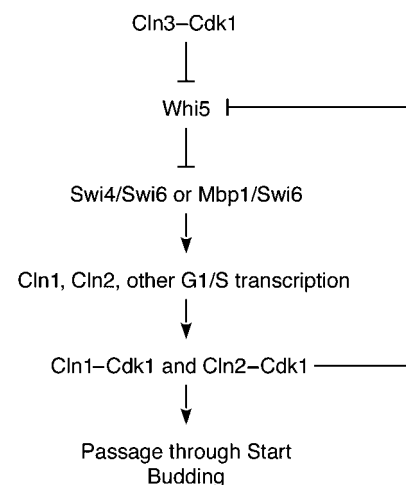 Cln3–Cdk1
Whi5
Swi4/Swi6 or Mbp1/Swi6
Cln1, Cln2, other G1/S transcription
Cln1–Cdk1 and Cln2–Cdk1
Passage through Start
Budding